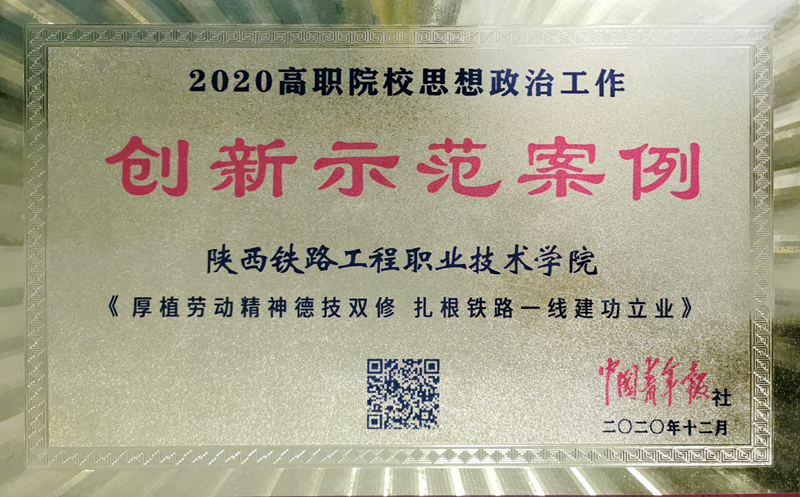 2020高职院校思想政治工作
创新示范案例
陕西铁路工程职业技术学院
《厚植劳动精神德技双修 扎根铁路一线建功立业》
中国青年报社
二〇二〇年十二月